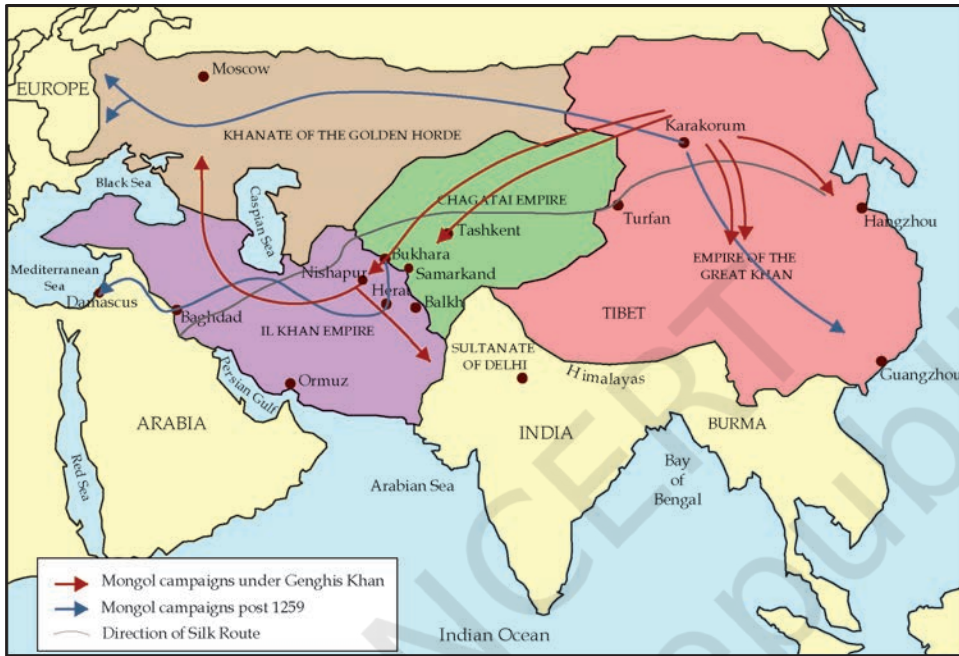 EUROPE
Moscow
KHANATE OF THE GOLDEN HORDE
Karakorum
Black Sea
Caspian Sea
CHAGATAI EMPIRE
Turfan
Hangzhou
Tashkent
Mediterranean
Sea
Bukhara
Nishapur
Samarkand
EMPIRE OF THE
GREAT KHAN
Damascus
Herat
Balkh
Baghdad
IL KHAN EMPIRE
TIBET
SULTANATE
OF DELHI
Himalayas
Guangzhou
Persian Gulf
Ormuz
ARABIA
INDIA
BURMA
Red Sea
Arabian Sea
Bay
of
Bengal
Mongol campaigns under Genghis Khan
Mongol campaigns post 1259
Direction of Silk Route
Indian Ocean
NCERT
republ